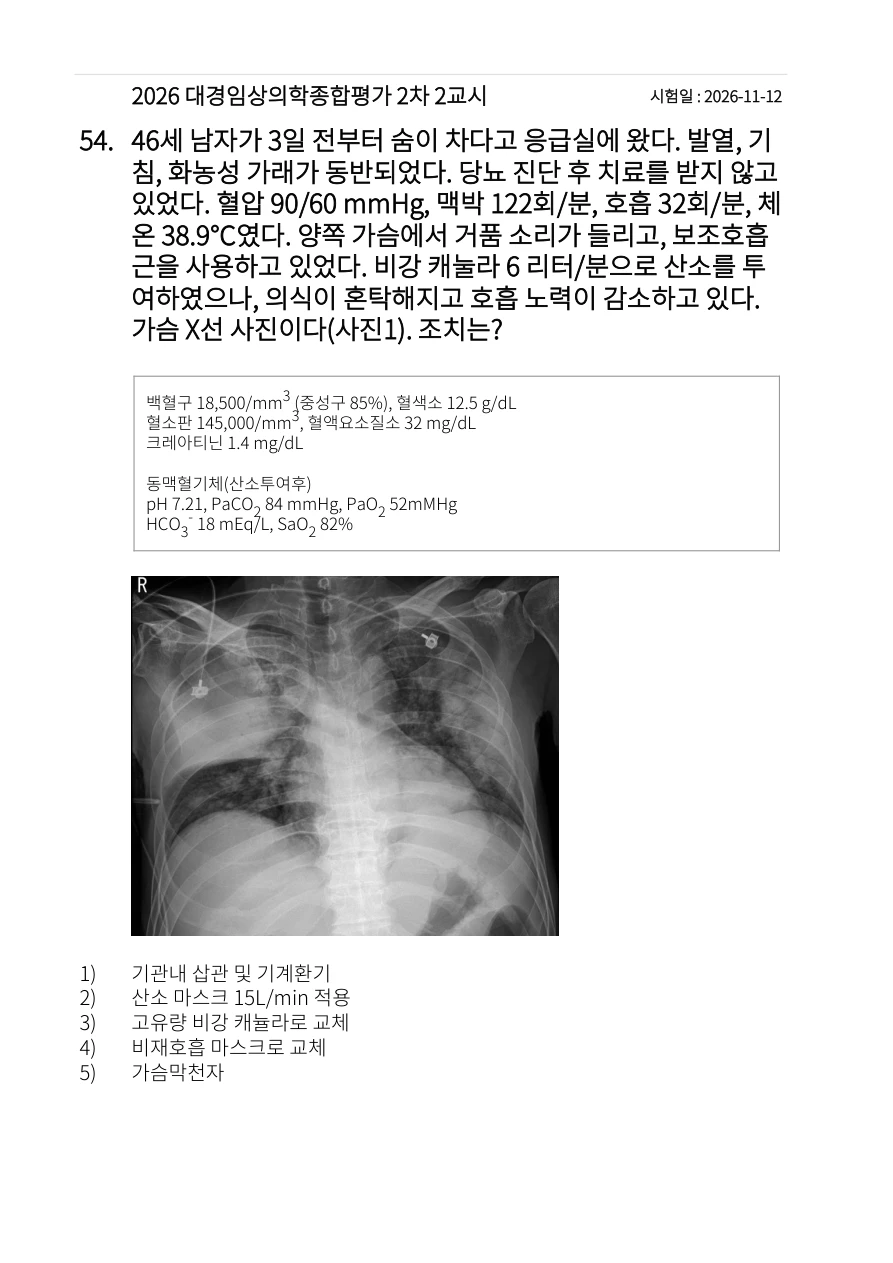 2026 대경임상의학종합평가 2차 2교시
시험일 : 2026-11-12
54. 46세 남자가 3일 전부터 숨이 차다고 응급실에 왔다. 발열, 기
침, 화농성 가래가 동반되었다. 당뇨 진단 후 치료를 받지 않고
있었다. 혈압 90/60 mmHg, 맥박 122회/분, 호흡 32회/분, 체
온 38.9℃였다. 양쪽 가슴에서 거품 소리가 들리고, 보조호흡
근을 사용하고 있었다. 비강 캐눌라 6 리터/분으로 산소를 투
여하였으나, 의식이 혼탁해지고 호흡 노력이 감소하고 있다.
가슴 X선 사진이다(사진1). 조치는?
백혈구 18,500/mm³ (중성구 85%), 혈색소 12.5 g/dL
혈소판 145,000/mm³, 혈액요소질소 32 mg/dL
크레아티닌 1.4 mg/dL
동맥혈기체(산소투여후)
pH 7.21, PaCO₂ 84 mmHg, PaO₂ 52mMHg
HCO₃⁻ 18 mEq/L, SaO₂ 82%
R
1) 기관내 삽관 및 기계환기
2) 산소 마스크 15L/min 적용
3) 고유량 비강 캐뉼라로 교체
4) 비재호흡 마스크로 교체
5) 가슴막천자